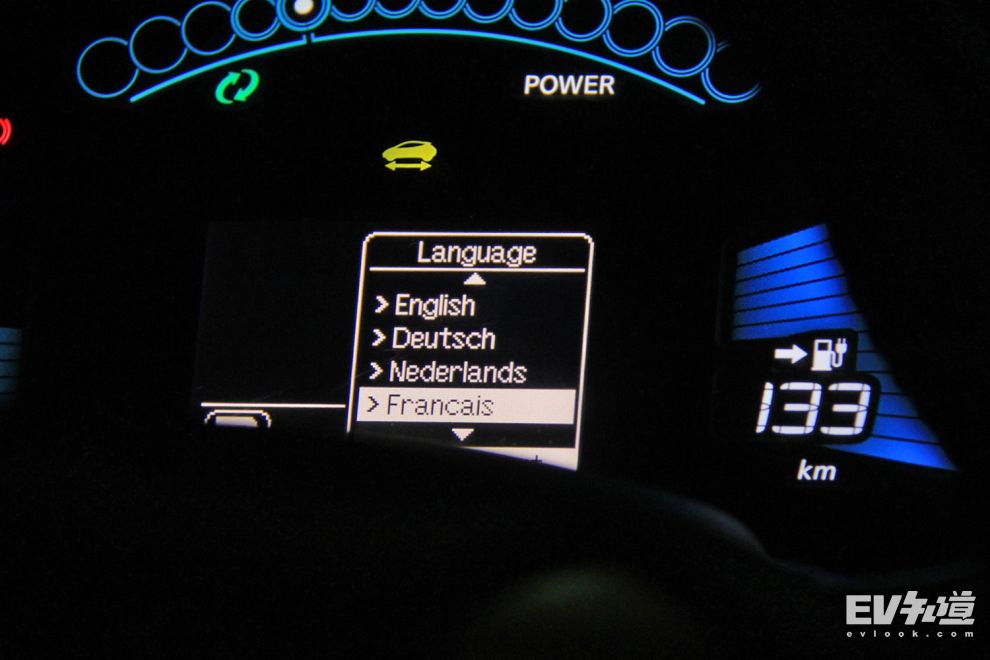 POWER
Language
> English
> Deutsch
> Nederlands
> Francais
133
km
EV知道
evlook.com